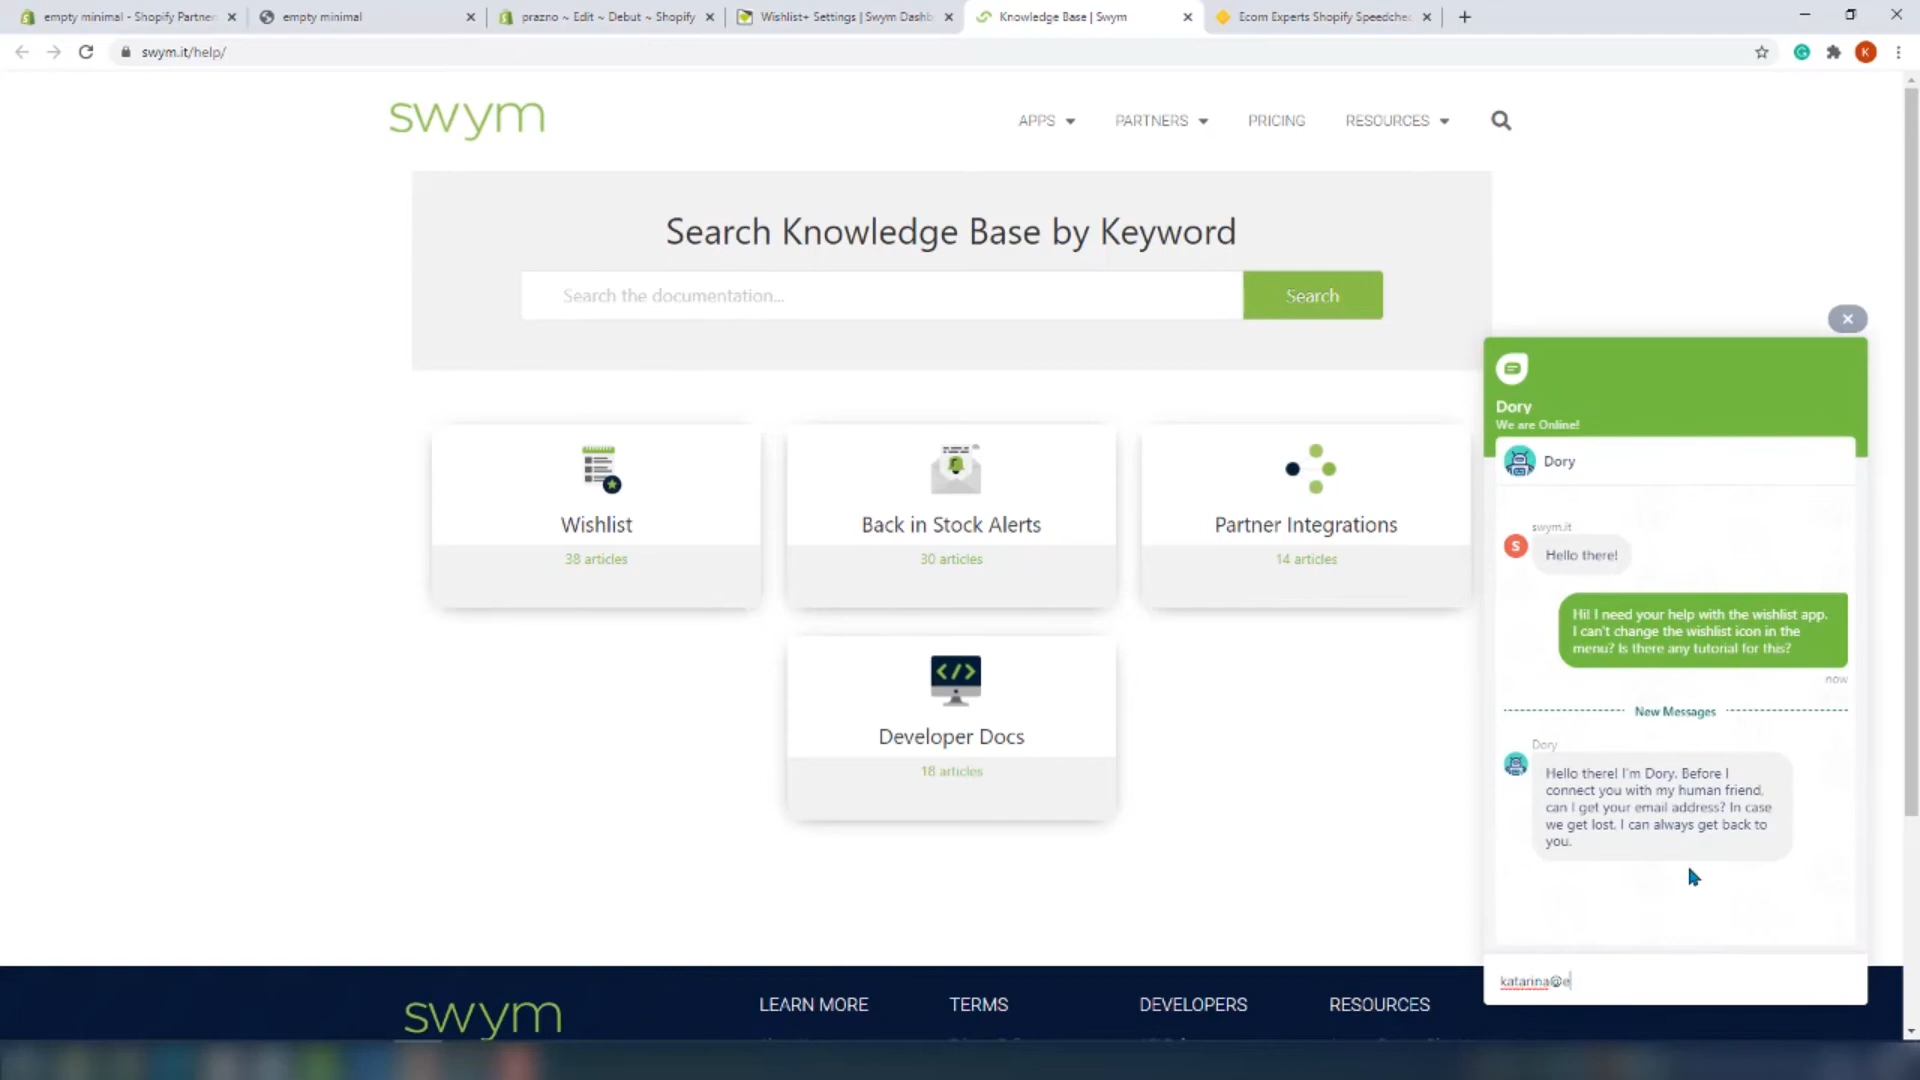 empty minimal - Shopify Partner
empty minimal
prazno ~ Edit ~ Debut ~ Shopify
Wishlist+ Settings | Swym Dashb
Knowledge Base | Swym
Ecom Experts Shopify Speedchec
swym.it/help/
K
swym
APPS
PARTNERS
PRICING
RESOURCES
Search Knowledge Base by Keyword
Search the documentation...
Search
Wishlist
38 articles
Back in Stock Alerts
30 articles
Partner Integrations
14 articles
</>
Developer Docs
18 articles
Dory
We are Online!
Dory
swym.it
S
Hello there!
Hi! I need your help with the wishlist app.
I can't change the wishlist icon in the
menu? Is there any tutorial for this?
now
New Messages
Dory
Hello there! I'm Dory. Before I
connect you with my human friend,
can I get your email address? In case
we get lost, I can always get back to
you.
katarina@e
swym
LEARN MORE
TERMS
DEVELOPERS
RESOURCES